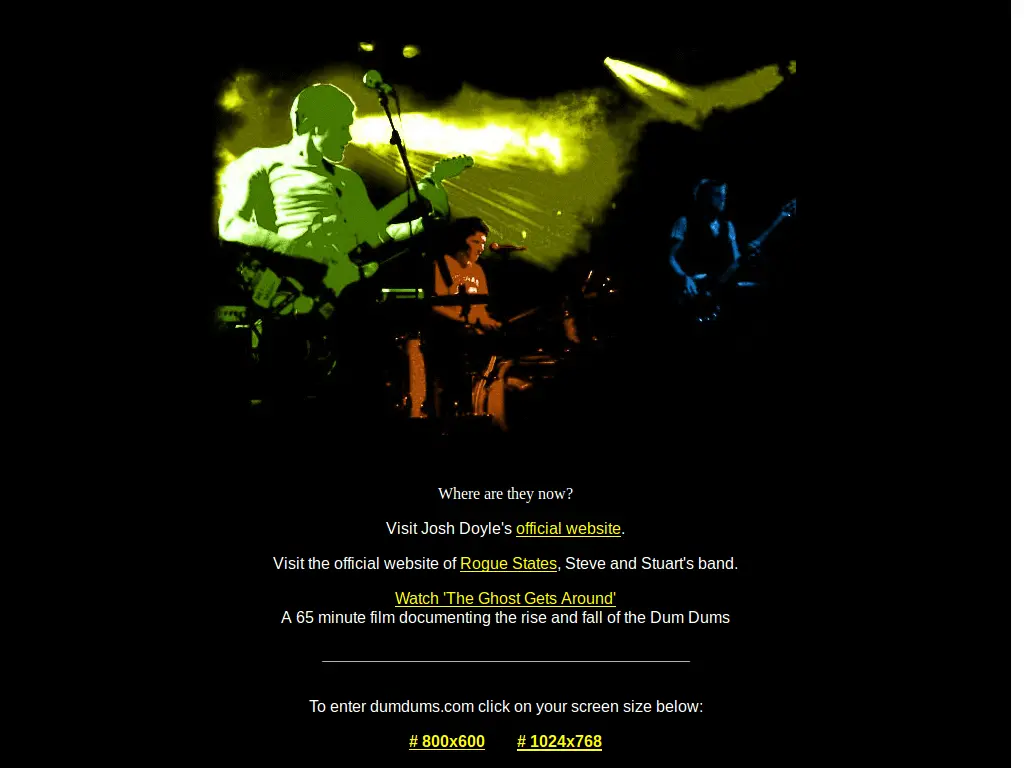 Where are they now?
Visit Josh Doyle's official website.
Visit the official website of Rogue States, Steve and Stuart's band.
Watch 'The Ghost Gets Around'
A 65 minute film documenting the rise and fall of the Dum Dums
To enter dumdums.com click on your screen size below:
# 800x600 # 1024x768